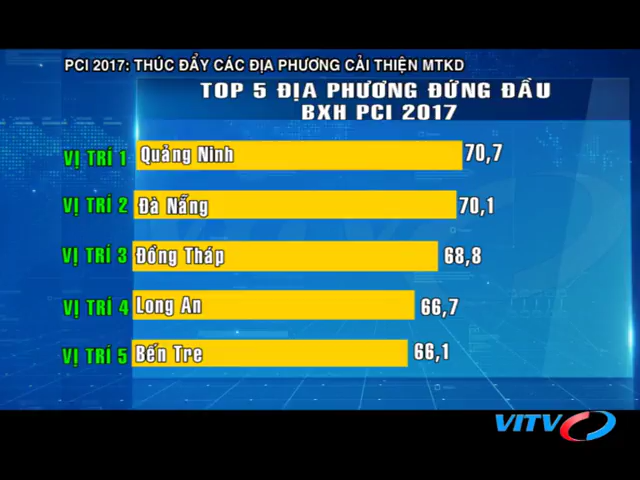 PCI 2017: THÚC ĐẨY CÁC ĐỊA PHƯƠNG CẢI THIỆN MTKD
TOP 5 ĐỊA PHƯƠNG ĐỨNG ĐẦU
BXH PCI 2017
VỊ TRÍ 1 Quảng Ninh 70,7
VỊ TRÍ 2 Đà Nẵng 70,1
VỊ TRÍ 3 Đồng Tháp 68,8
VỊ TRÍ 4 Long An 66,7
VỊ TRÍ 5 Bến Tre 66,1
VITV